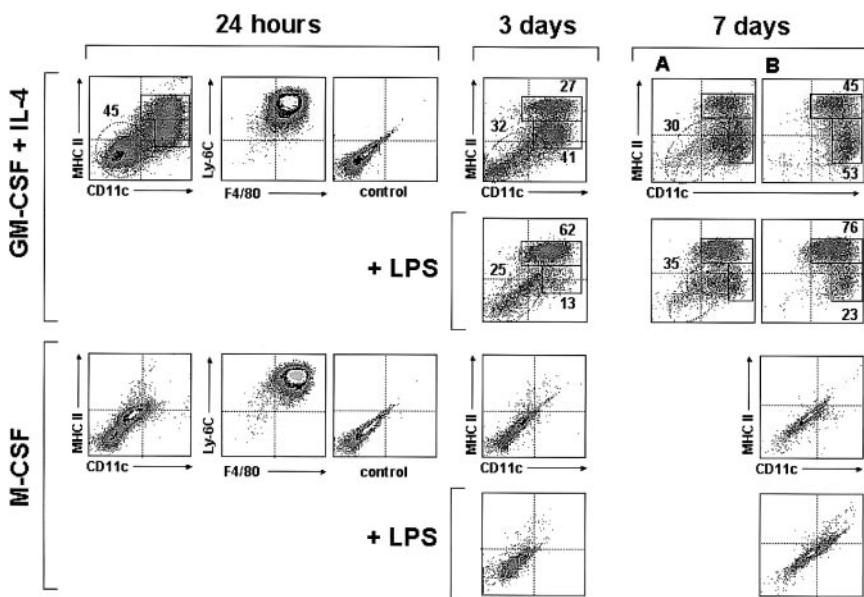 24 hours
3 days
7 days
A
B
GM-CSF + IL-4
45
MHC II
CD11c
Ly-6C
F4/80
control
27
32
41
MHC II
CD11c
30
45
53
MHC II
CD11c
+ LPS
62
25
13
35
76
23
M-CSF
MHC II
CD11c
Ly-6C
F4/80
control
MHC II
CD11c
MHC II
CD11c
+ LPS